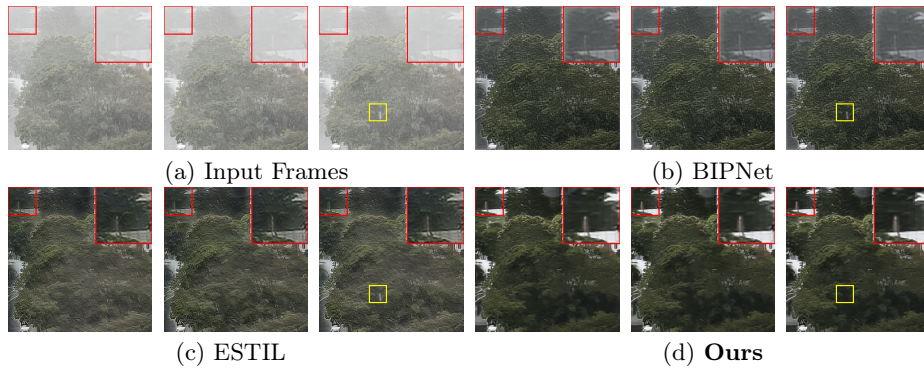 (a) Input Frames
(b) BIPNet
(c) ESTIL
(d) Ours